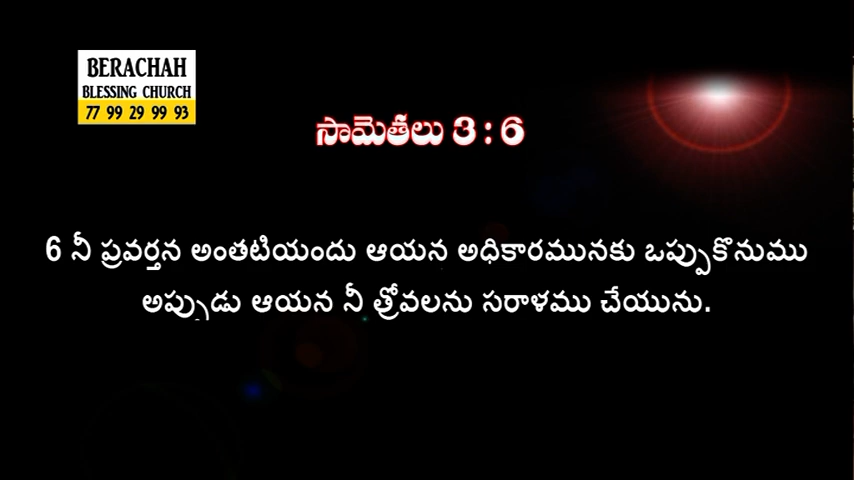 BERACHAH
BLESSING CHURCH
77 99 29 99 93
సామెతలు 3 : 6
6 నీ ప్రవర్తన అంతటియందు ఆయన అధికారమునకు ఒప్పుకొనుము
అప్పుడు ఆయన నీ త్రోవలను సరాళము చేయును.